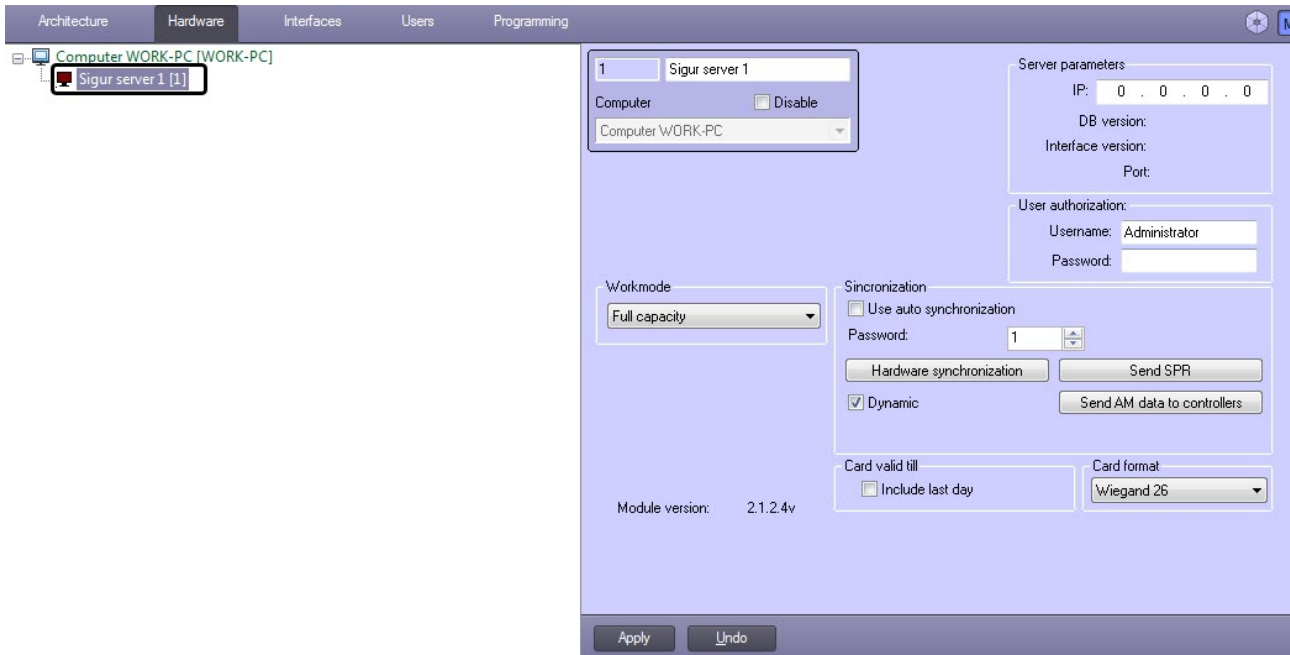 Architecture Hardware Interfaces Users Programming
Computer WORK-PC [WORK-PC]
Sigur server 1 [1]
1 Sigur server 1
Computer Disable
Computer WORK-PC
Server parameters
IP: 0 . 0 . 0 . 0
DB version:
Interface version:
Port:
User authorization:
Username: Administrator
Password:
Workmode
Full capacity
Sincronization
Use auto synchronization
Password: 1
Hardware synchronization Send SPR
Dynamic Send AM data to controllers
Card valid till
Include last day
Card format
Wiegand 26
Module version: 2.1.2.4v
Apply Undo